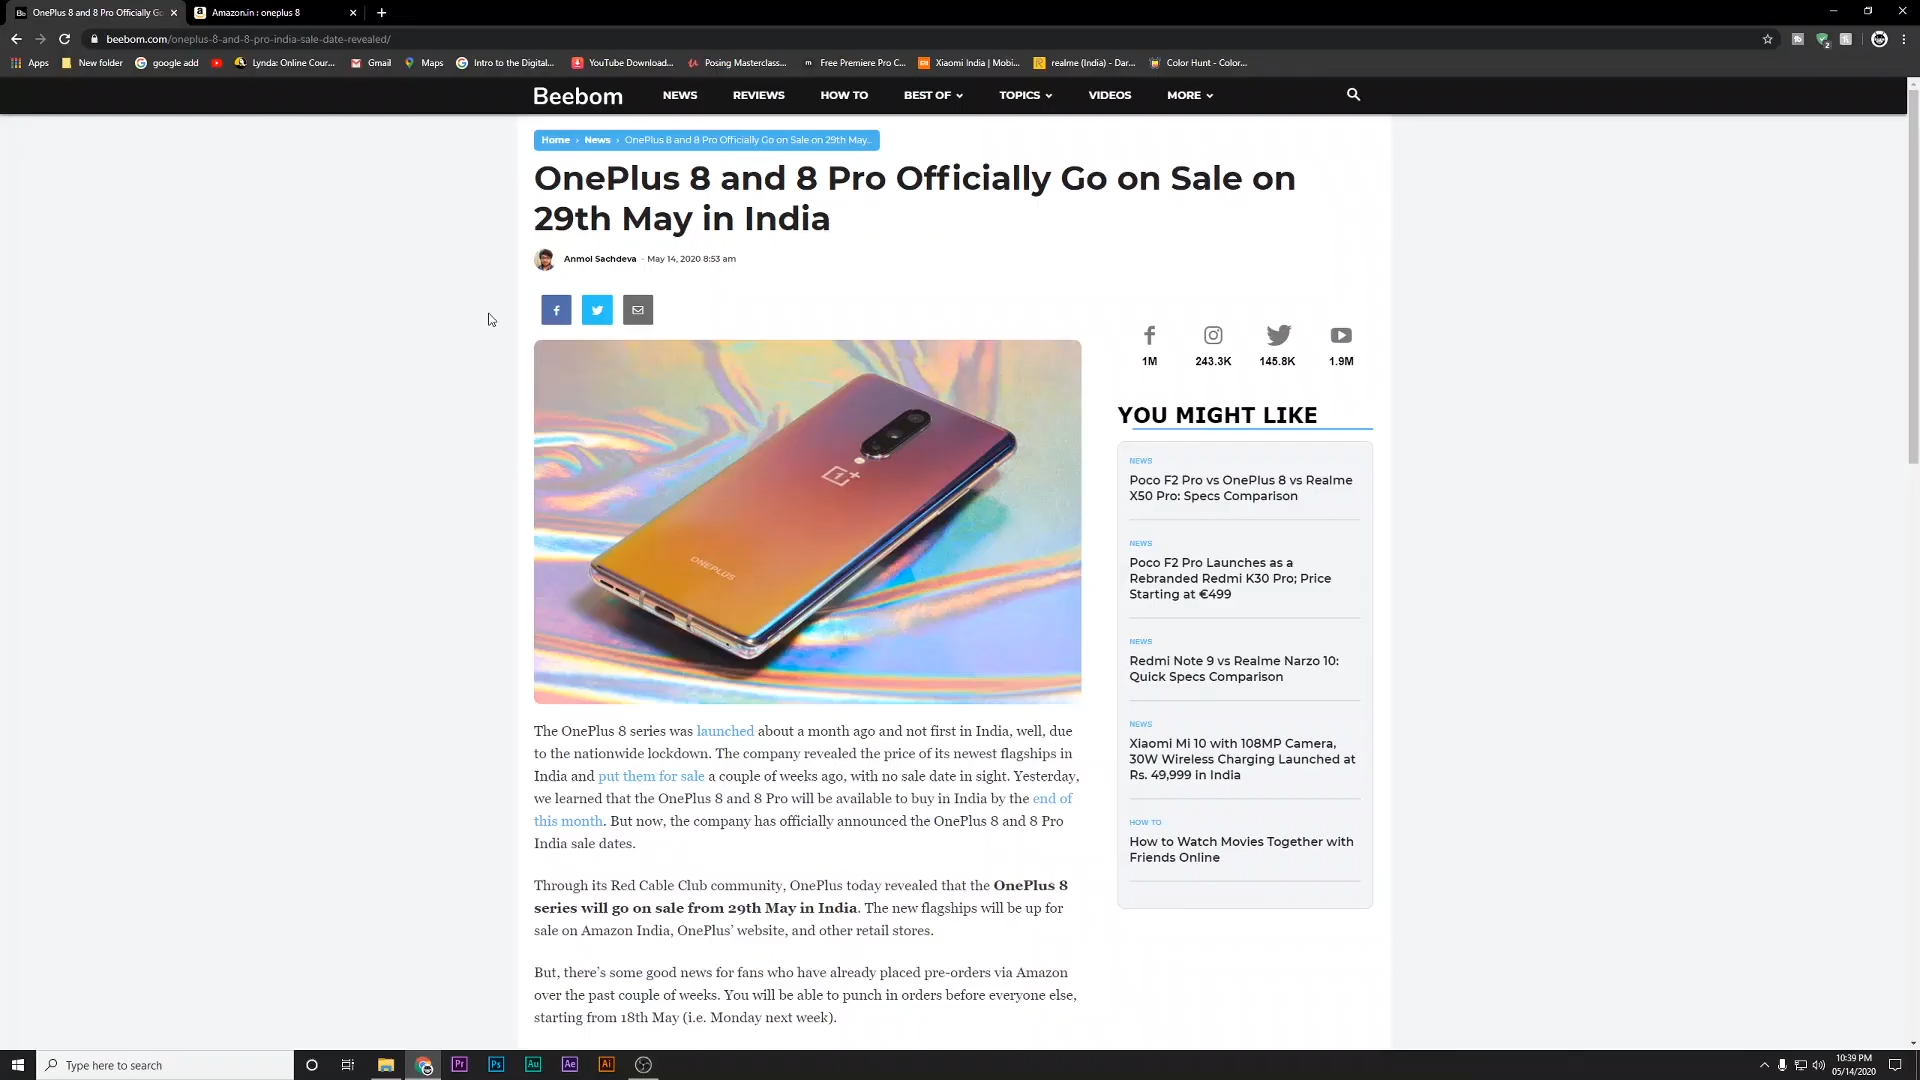 OnePlus 8 and 8 Pro Officially Go
Amazon.in : oneplus 8
beebom.com/oneplus-8-and-8-pro-india-sale-date-revealed/
Apps
New folder
google add
Lynda: Online Cour...
Gmail
Maps
Intro to the Digital...
YouTube Download...
Posing Masterclass...
Free Premiere Pro C...
Xiaomi India | Mobi...
realme (India) - Dar...
Color Hunt - Color...
Beebom
NEWS
REVIEWS
HOW TO
BEST OF
TOPICS
VIDEOS
MORE
Home › News › OnePlus 8 and 8 Pro Officially Go on Sale on 29th May...
OnePlus 8 and 8 Pro Officially Go on Sale on
29th May in India
Anmol Sachdeva - May 14, 2020 8:53 am
1M
243.3K
145.8K
1.9M
ONEPLUS
YOU MIGHT LIKE
NEWS
Poco F2 Pro vs OnePlus 8 vs Realme
X50 Pro: Specs Comparison
NEWS
Poco F2 Pro Launches as a
Rebranded Redmi K30 Pro; Price
Starting at €499
NEWS
Redmi Note 9 vs Realme Narzo 10:
Quick Specs Comparison
NEWS
Xiaomi Mi 10 with 108MP Camera,
30W Wireless Charging Launched at
Rs. 49,999 in India
HOW TO
How to Watch Movies Together with
Friends Online
The OnePlus 8 series was launched about a month ago and not first in India, well, due
to the nationwide lockdown. The company revealed the price of its newest flagships in
India and put them for sale a couple of weeks ago, with no sale date in sight. Yesterday,
we learned that the OnePlus 8 and 8 Pro will be available to buy in India by the end of
this month. But now, the company has officially announced the OnePlus 8 and 8 Pro
India sale dates.
Through its Red Cable Club community, OnePlus today revealed that the OnePlus 8
series will go on sale from 29th May in India. The new flagships will be up for
sale on Amazon India, OnePlus’ website, and other retail stores.
But, there’s some good news for fans who have already placed pre-orders via Amazon
over the past couple of weeks. You will be able to punch in orders before everyone else,
starting from 18th May (i.e. Monday next week).
Type here to search
Pr
Ps
Au
Ae
Ai
10:39 PM
05/14/2020